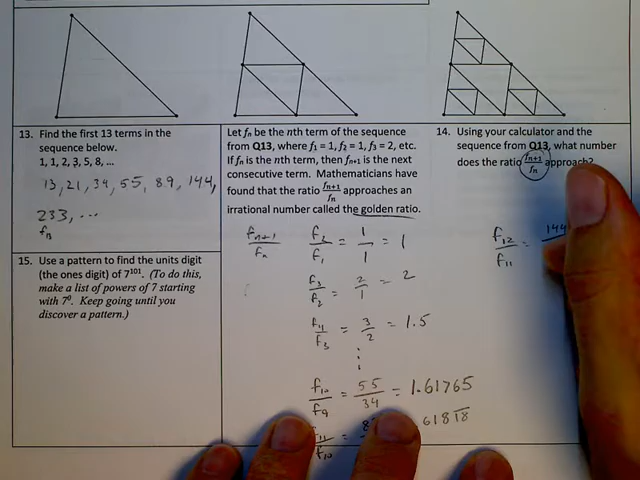 13. Find the first 13 terms in the
sequence below.
1, 1, 2, 3, 5, 8, ...
13, 21, 34, 55, 89, 144,
233, ...
f13
Let fn be the nth term of the sequence
from Q13, where f1 = 1, f2 = 1, f3 = 2, etc.
If fn is the nth term, then fn+1 is the next
consecutive term. Mathematicians have
found that the ratio fn+1/fn approaches an
irrational number called the golden ratio.
fn+1/fn
f2/f1 = 1/1 = 1
f3/f2 = 2/1 = 2
f4/f3 = 3/2 = 1.5
f10/f9 = 55/34 = 1.61765
f11/f10 = 61818
14. Using your calculator and the
sequence from Q13, what number
does the ratio fn+1/fn approach?
f12/f11 = 144
15. Use a pattern to find the units digit
(the ones digit) of 7^101. (To do this,
make a list of powers of 7 starting
with 7^0. Keep going until you
discover a pattern.)